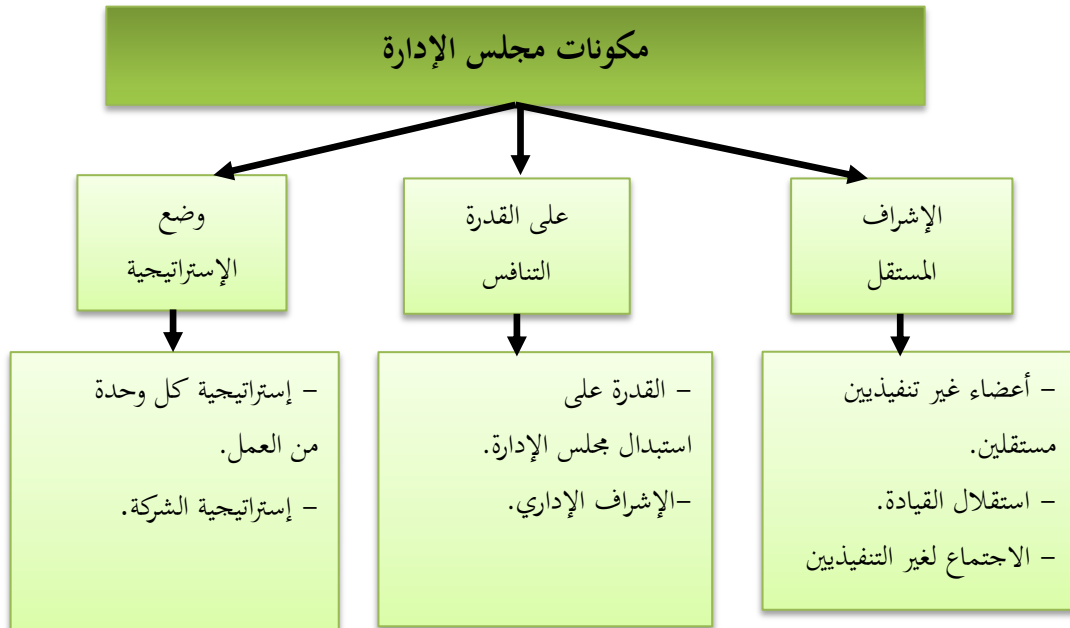 مكونات مجلس الإدارة
الإشراف
المستقل
على القدرة
التنافس
وضع
الإستراتيجية
– أعضاء غير تنفيذيين
مستقلين.
– استقلال القيادة.
– الاجتماع لغير التنفيذيين
– القدرة على
استبدال مجلس الإدارة.
–الإشراف الإداري.
– إستراتيجية كل وحدة
من العمل.
– إستراتيجية الشركة.